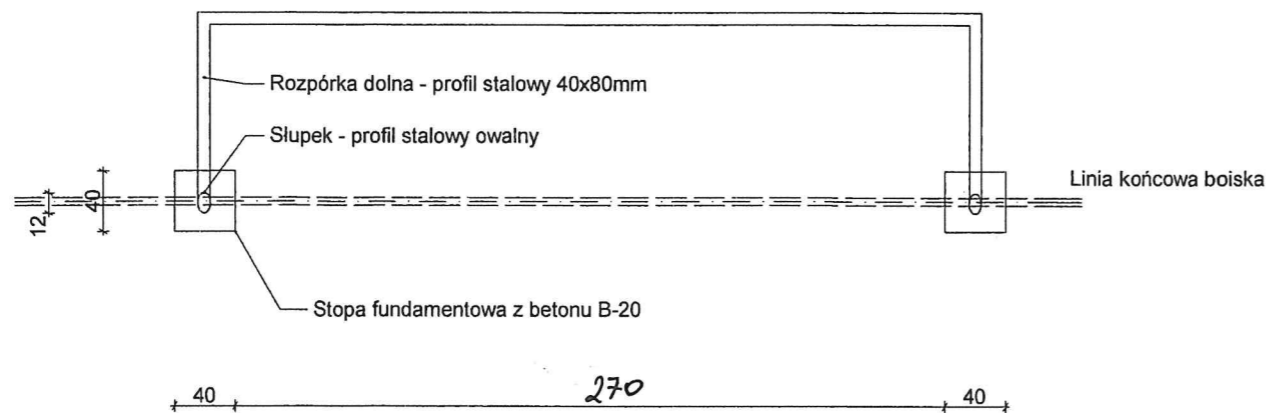 Rozpórka dolna - profil stalowy 40x80mm
Słupek - profil stalowy owalny
Linia końcowa boiska
12
40
Stopa fundamentowa z betonu B-20
40 270 40